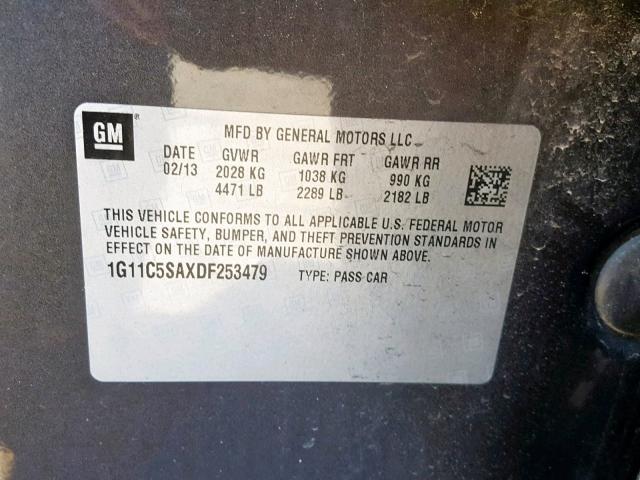 GM
MFD BY GENERAL MOTORS LLC
DATE GVWR GAWR FRT GAWR RR
02/13 2028 KG 1038 KG 990 KG
4471 LB 2289 LB 2182 LB
THIS VEHICLE CONFORMS TO ALL APPLICABLE U.S. FEDERAL MOTOR
VEHICLE SAFETY, BUMPER, AND THEFT PREVENTION STANDARDS IN
EFFECT ON THE DATE OF MANUFACTURE SHOWN ABOVE.
1G11C5SAXDF253479 TYPE: PASS CAR